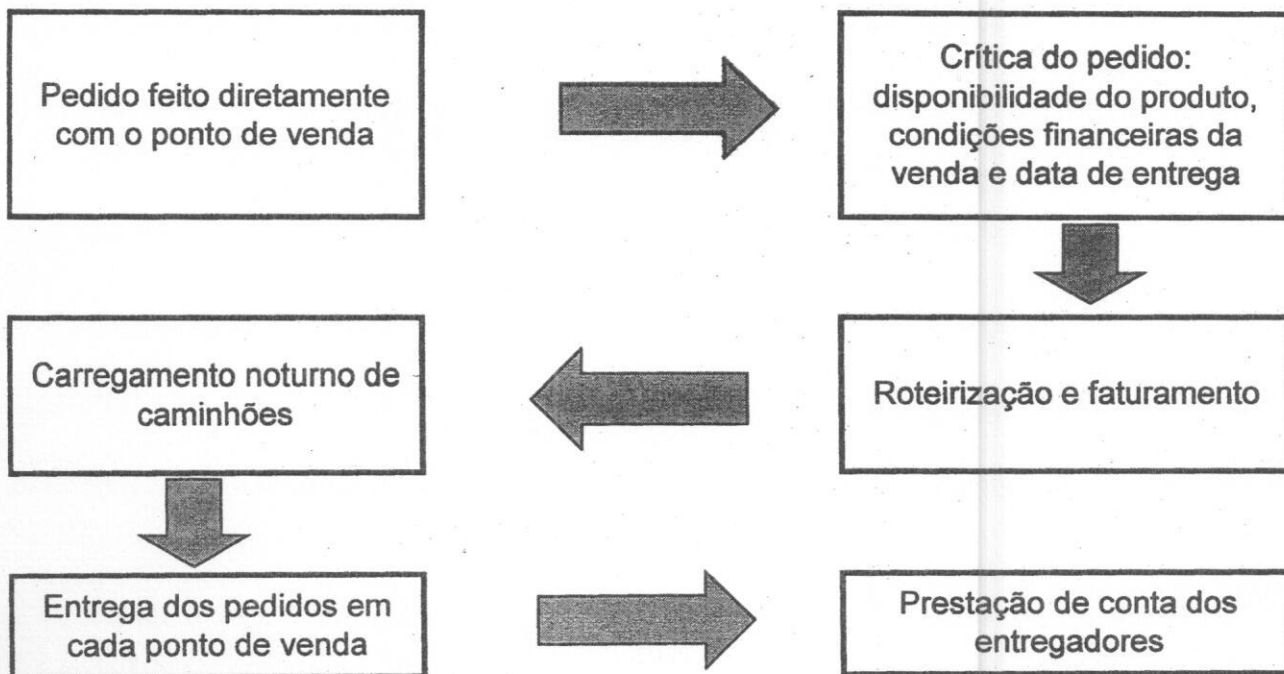 Pedido feito diretamente
com o ponto de venda
Crítica do pedido:
disponibilidade do produto,
condições financeiras da
venda e data de entrega
Roteirização e faturamento
Carregamento noturno de
caminhões
Entrega dos pedidos em
cada ponto de venda
Prestação de conta dos
entregadores